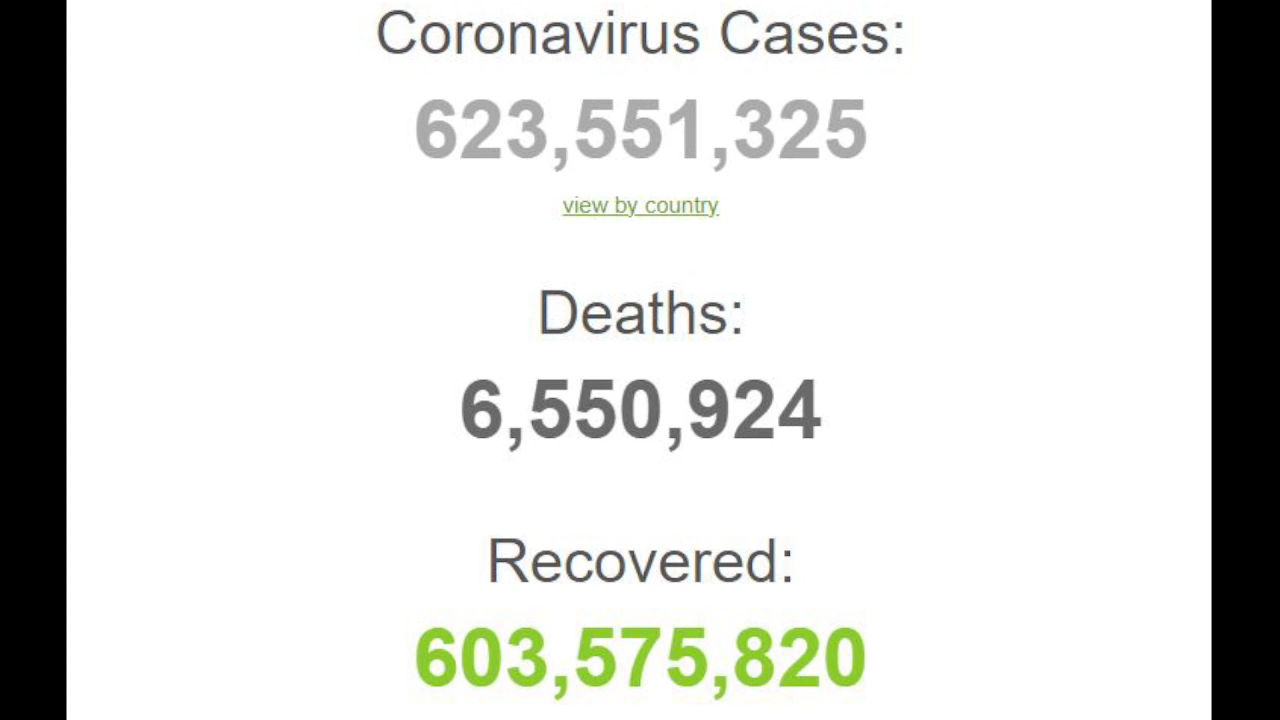 Coronavirus Cases:
623,551,325
view by country
Deaths:
6,550,924
Recovered:
603,575,820